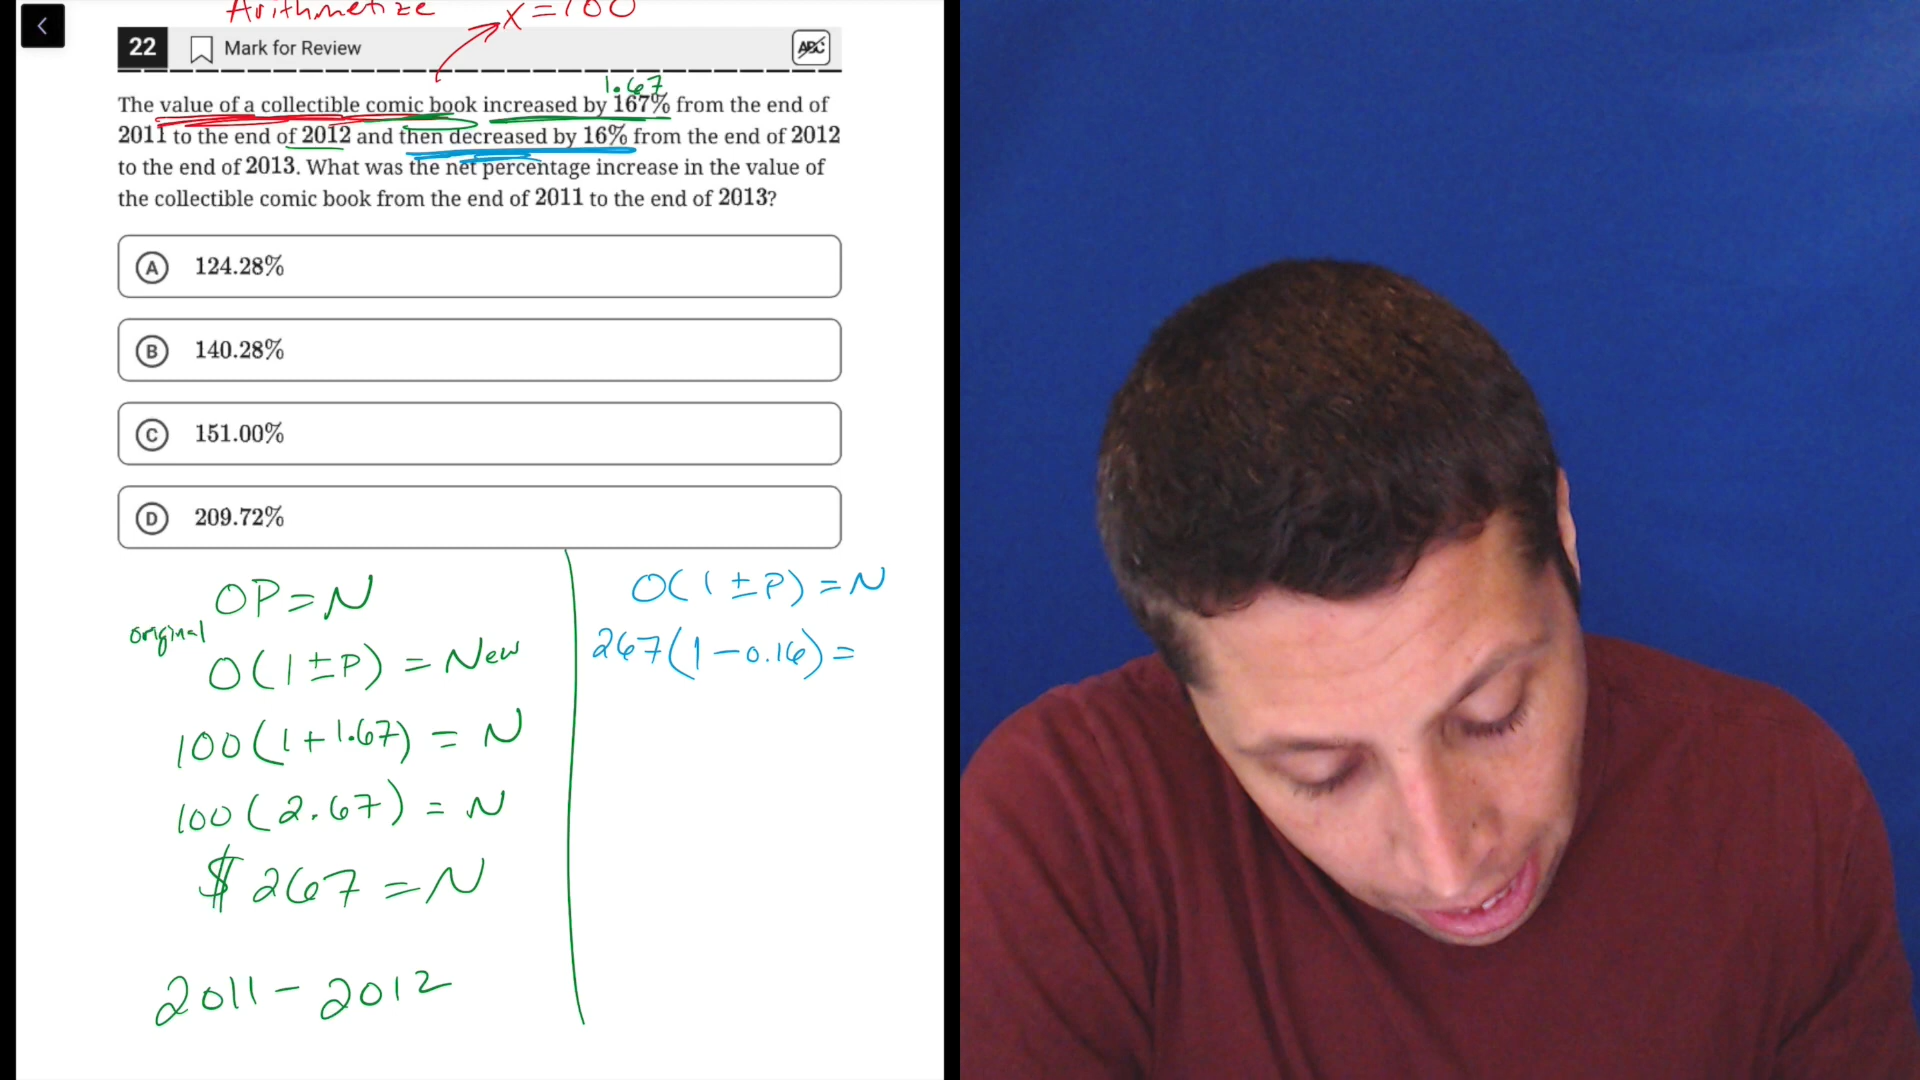 Arithmetize
x = 100
22 Mark for Review ABC
1.67
The value of a collectible comic book increased by 167% from the end of
2011 to the end of 2012 and then decreased by 16% from the end of 2012
to the end of 2013. What was the net percentage increase in the value of
the collectible comic book from the end of 2011 to the end of 2013?
A 124.28%
B 140.28%
C 151.00%
D 209.72%
OP = N
original
O(1 ± P) = New
100(1 + 1.67) = N
100(2.67) = N
$267 = N
2011 - 2012
O(1 ± P) = N
267(1 - 0.16) =